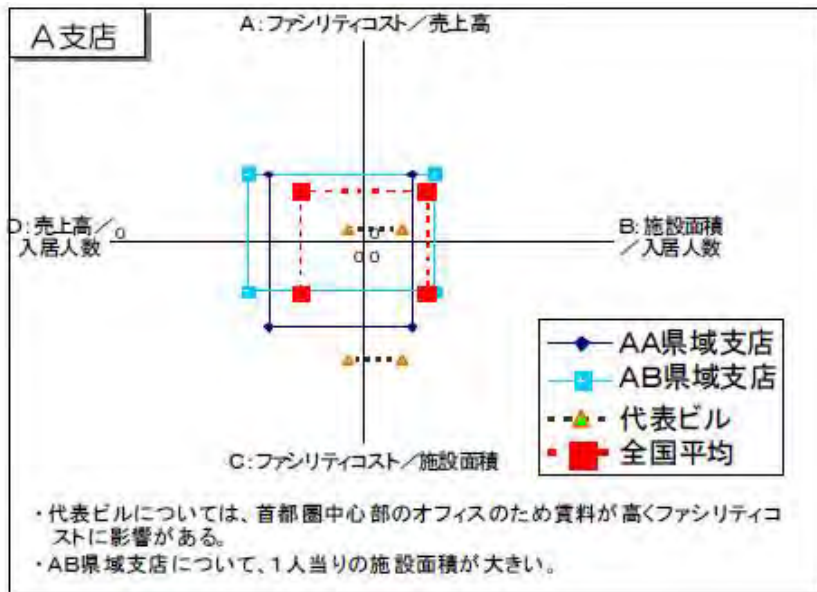 A支店
A:ファシリティコスト／売上高
D:売上高／
入居人数
0
0
0 0
B:施設面積
／入居人数
C:ファシリティコスト／施設面積
AA県域支店
AB県域支店
代表ビル
全国平均
・代表ビルについては、首都圏中心部のオフィスのため賃料が高くファシリティコ
ストに影響がある。
・AB県域支店について、1人当りの施設面積が大きい。